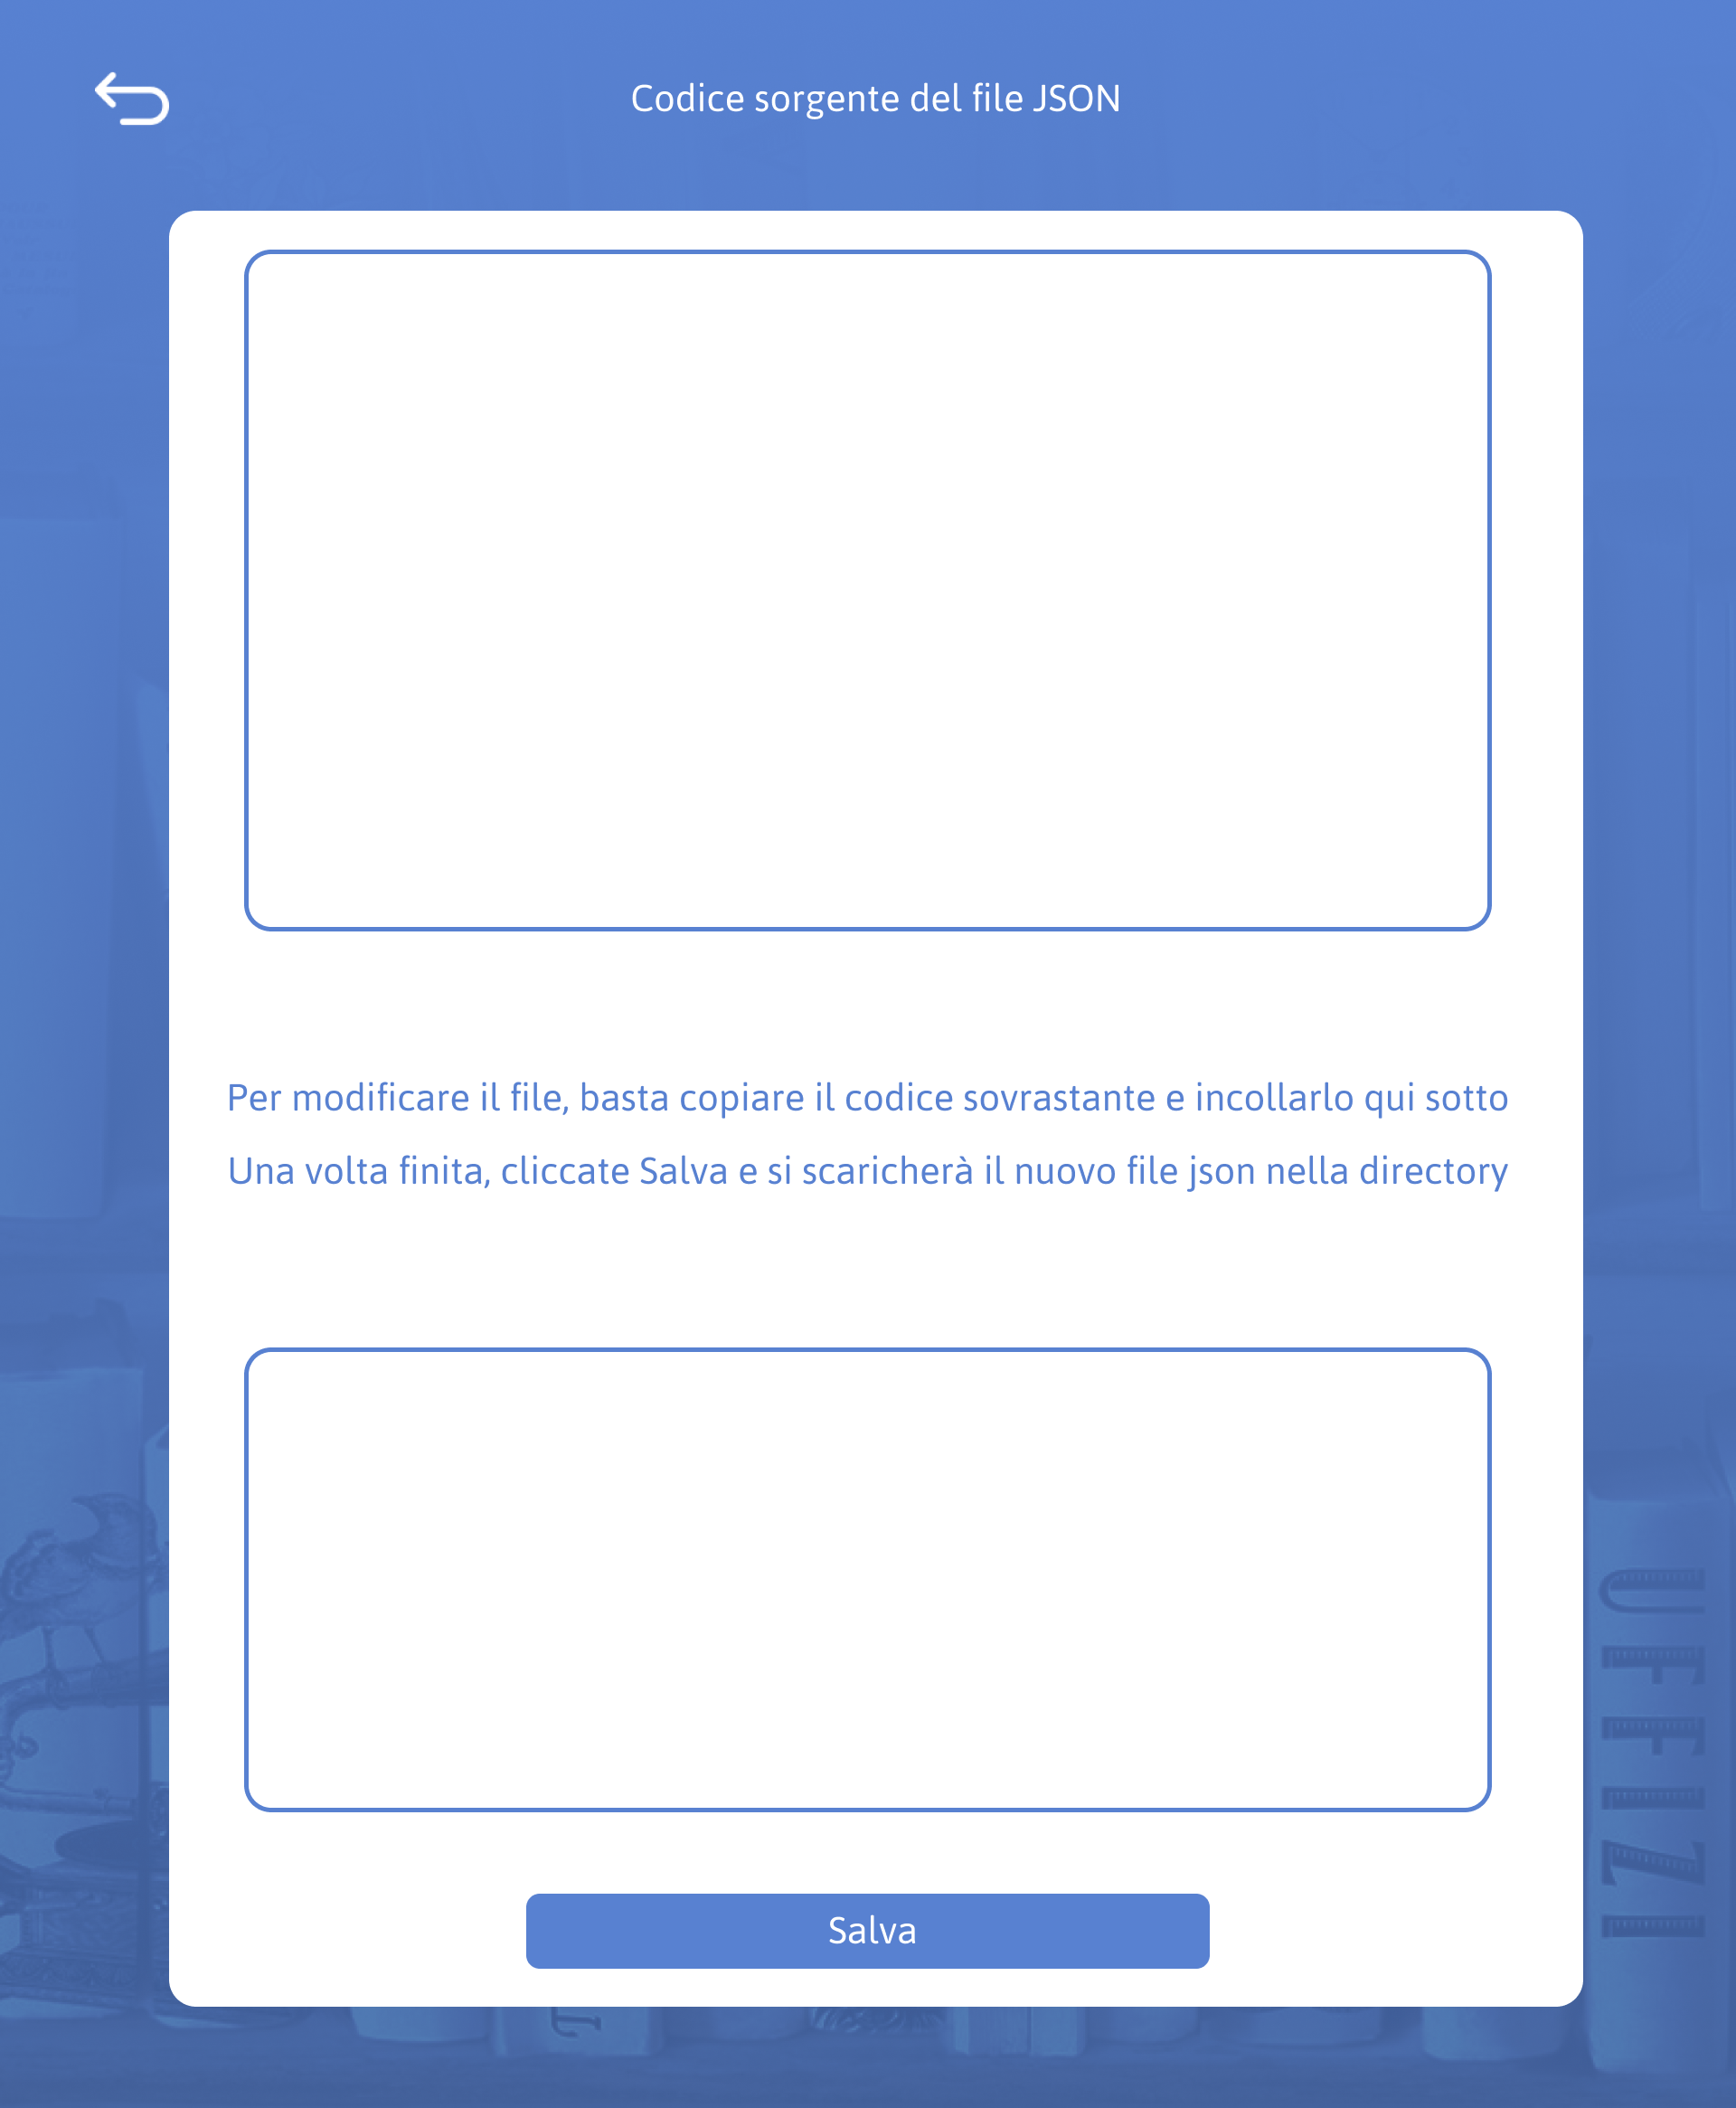 Codice sorgente del file JSON
Per modificare il file, basta copiare il codice sovrastante e incollarlo qui sotto
Una volta finita, cliccate Salva e si scaricherà il nuovo file json nella directory
UFFIZI
Salva